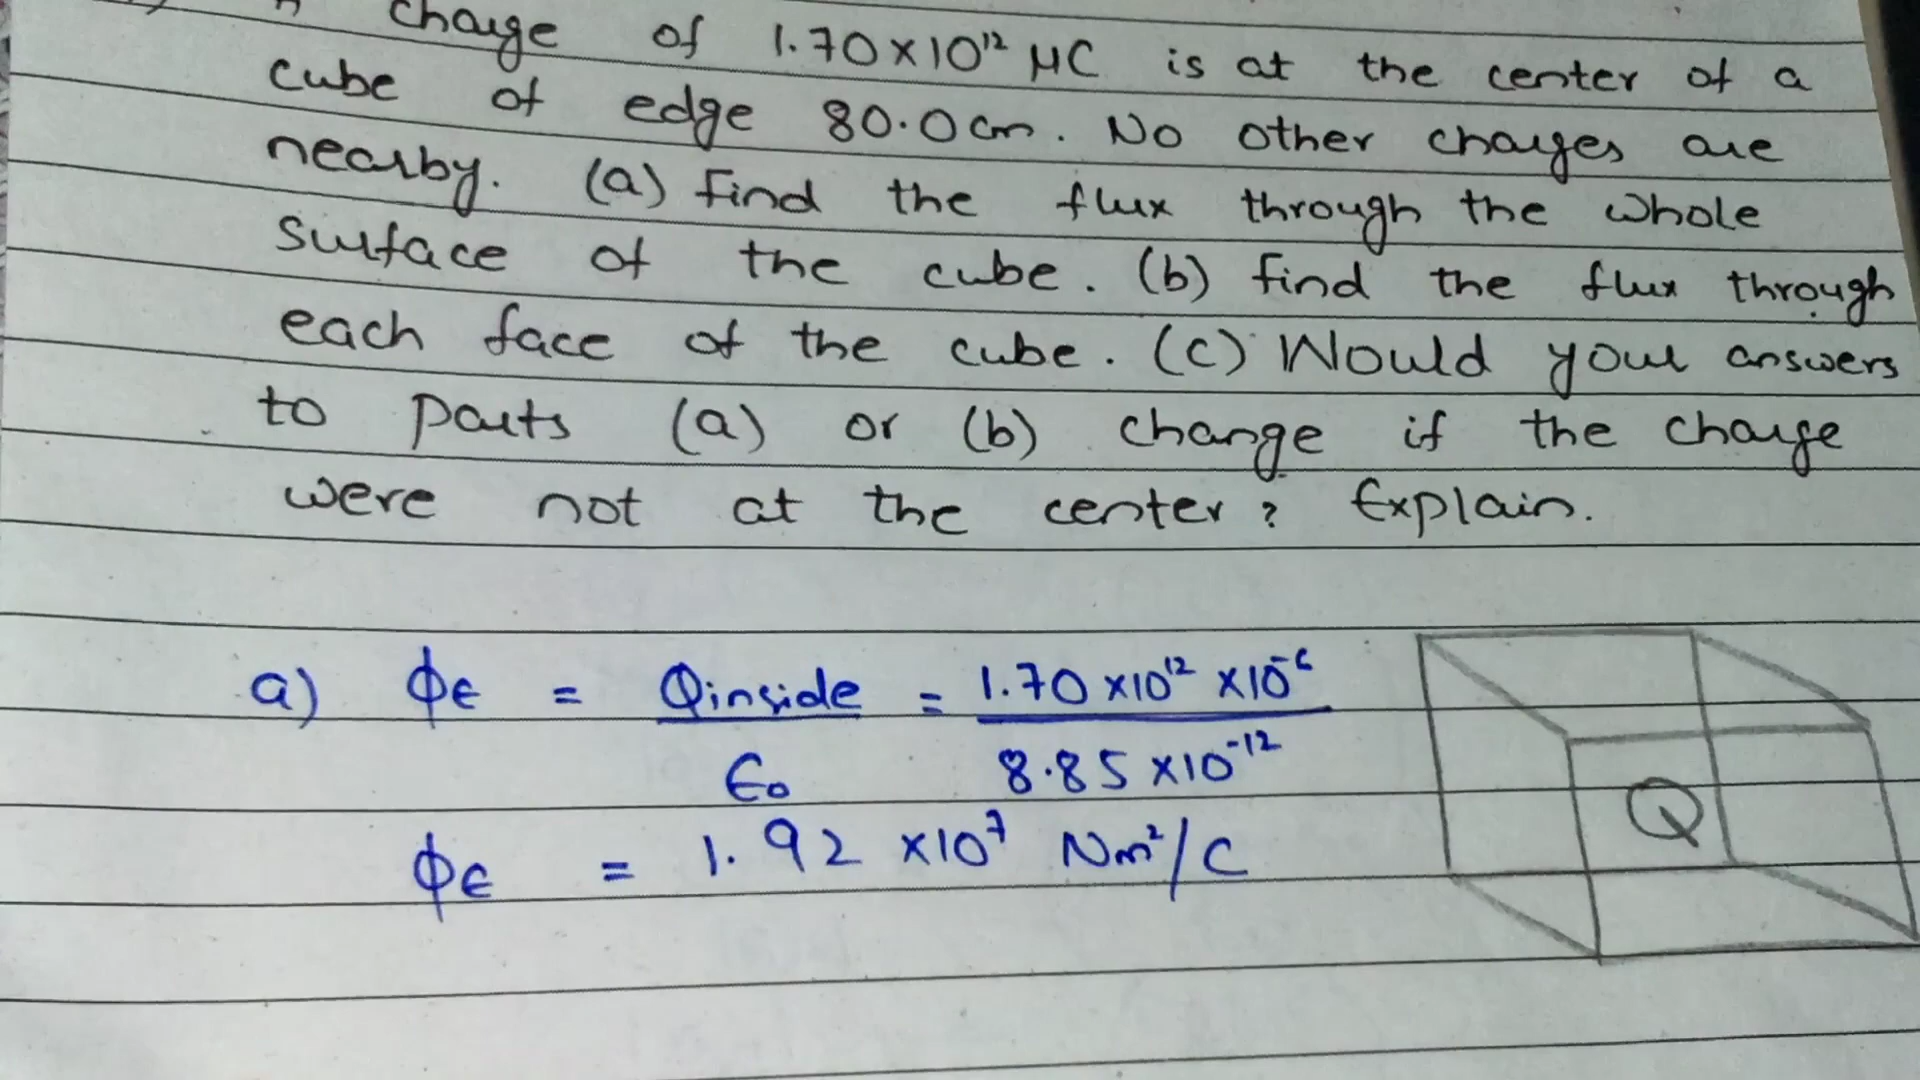 charge of 1.70×10¹² μC is at the center of a
cube of edge 80.0cm. No other charges are
nearby. (a) find the flux through the whole
surface of the cube. (b) find the flux through
each face of the cube. (c) Would your answers
to parts (a) or (b) change if the charge
were not at the center? Explain.
a) ϕE = Qinside / ϵ₀ = 1.70 ×10¹² ×10⁻⁶ / 8.85 ×10⁻¹²
ϕE = 1.92 ×10⁷ Nm²/C
Q